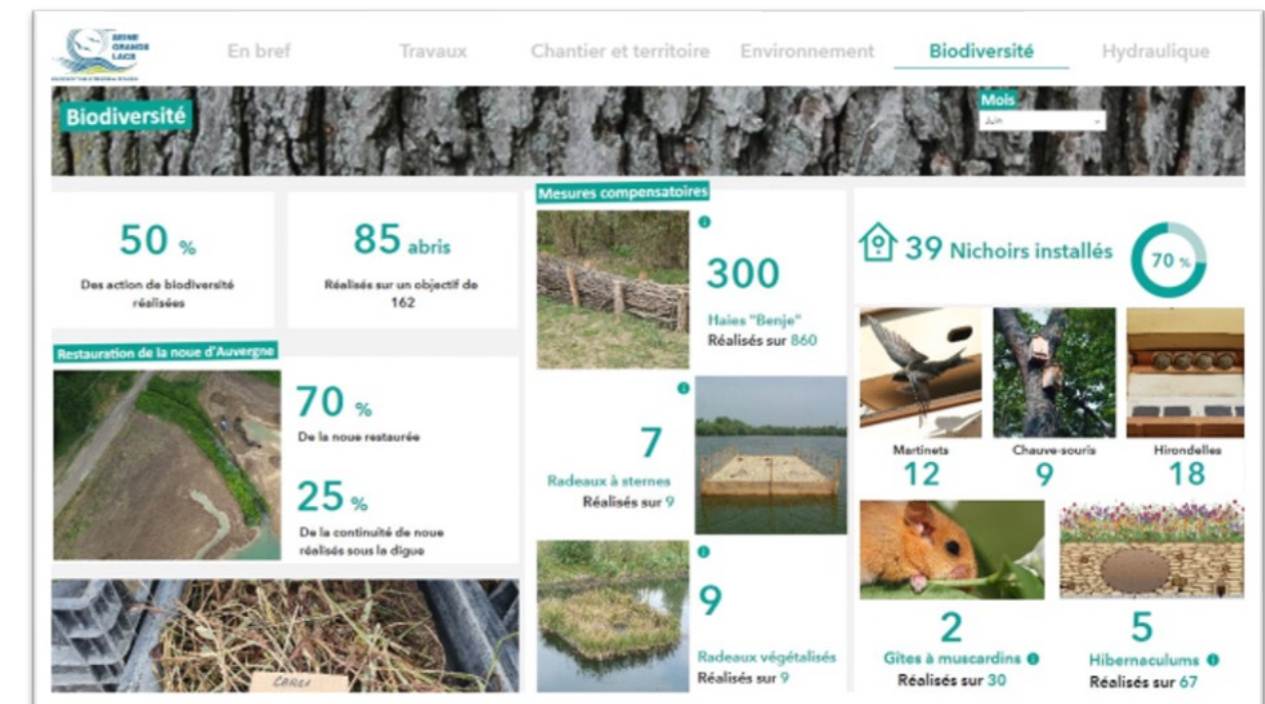 SEINE
GRANDS
LACS
En bref
Travaux
Chantier et territoire
Environnement
Biodiversité
Hydraulique
Biodiversité
Mois
Juin
50 %
Des action de biodiversité
réalisées
85 abris
Réalisés sur un objectif de
162
Restauration de la noue d'Auvergne
70 %
De la noue restaurée
25 %
De la continuité de noue
réalisés sous la digue
CAREX
Mesures compensatoires
300
Haies "Benje"
Réalisés sur 860
7
Radeaux à sternes
Réalisés sur 9
9
Radeaux végétalisés
Réalisés sur 9
39 Nichoirs installés
70 %
Martinets
12
Chauve-souris
9
Hirondelles
18
2
Gîtes à muscardins
Réalisés sur 30
5
Hibernaculums
Réalisés sur 67